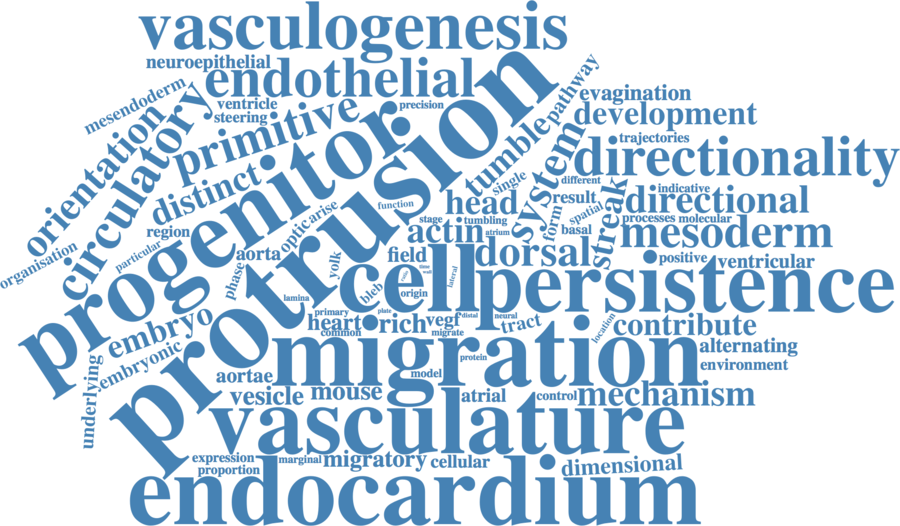 vasculogenesis
neuroepithelial
endothelial
mesendoderm
ventricle
precision
steering
primitive
circulatory
orientation
distinct
progenitor
protrusion
tumble
pathway
evagination
development
trajectories
directionality
system
single
different
result
spatial
form
streak
indicative
directional
processes
molecular
mesoderm
function
head
stage
tumbling
actin
atrium
basal
dorsal
region
organisation
particular
aorta
optic
arise
phase
yolk
field
cell
lateral
persistence
positive
ventricular
bleb
origin
lamina
primary
plate
heart
common
rich
vegf
migrate
distal
neural
tract
location
contribute
embryo
embryonic
underlying
migration
protein
model
alternating
environment
aortae
vesicle
mouse
atrial
control
mechanism
vasculature
expression
proportion
marginal
migratory
cellular
dimensional
endocardium